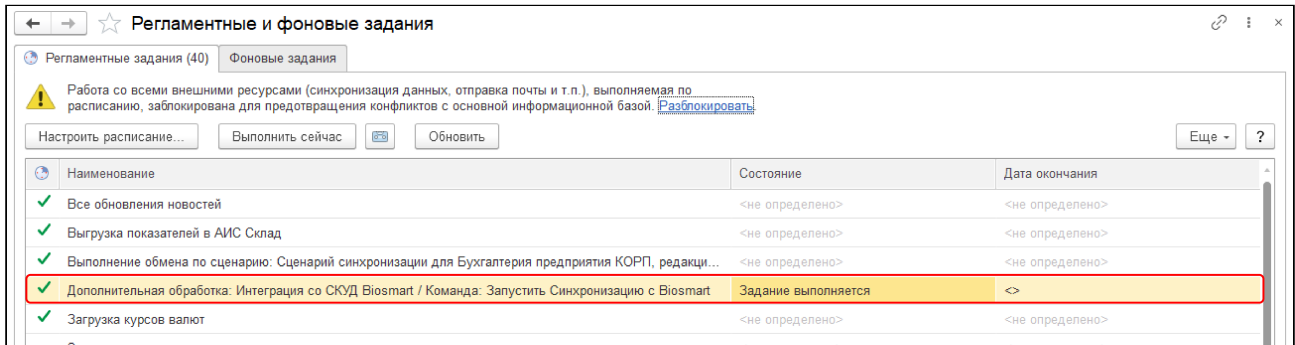 Регламентные и фоновые задания
Регламентные задания (40) Фоновые задания
Работа со всеми внешними ресурсами (синхронизация данных, отправка почты и т.п.), выполняемая по
расписанию, заблокирована для предотвращения конфликтов с основной информационной базой. Разблокировать.
Настроить расписание... Выполнить сейчас Обновить Еще ?
Наименование Состояние Дата окончания
Все обновления новостей <не определено> <не определено>
Выгрузка показателей в АИС Склад <не определено> <не определено>
Выполнение обмена по сценарию: Сценарий синхронизации для Бухгалтерия предприятия КОРП, редакци... <не определено> <не определено>
Дополнительная обработка: Интеграция со СКУД Biosmart / Команда: Запустить Синхронизацию с Biosmart Задание выполняется <>
Загрузка курсов валют <не определено> <не определено>